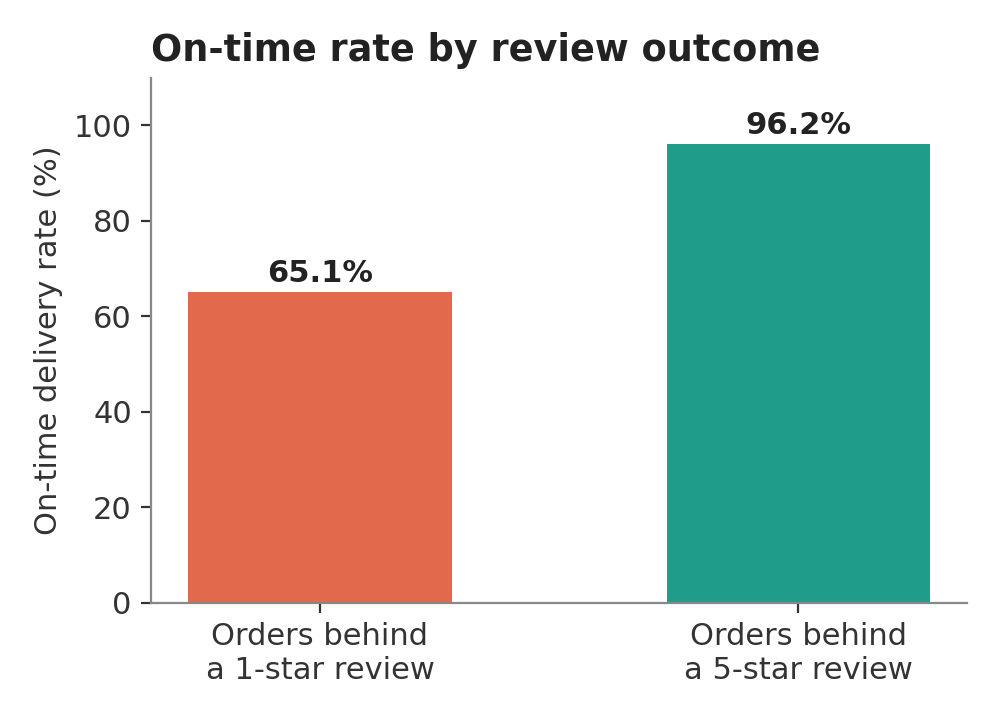 On-time rate by review outcome
On-time delivery rate (%)
100
80
60
40
20
0
65.1%
96.2%
Orders behind
a 1-star review
Orders behind
a 5-star review